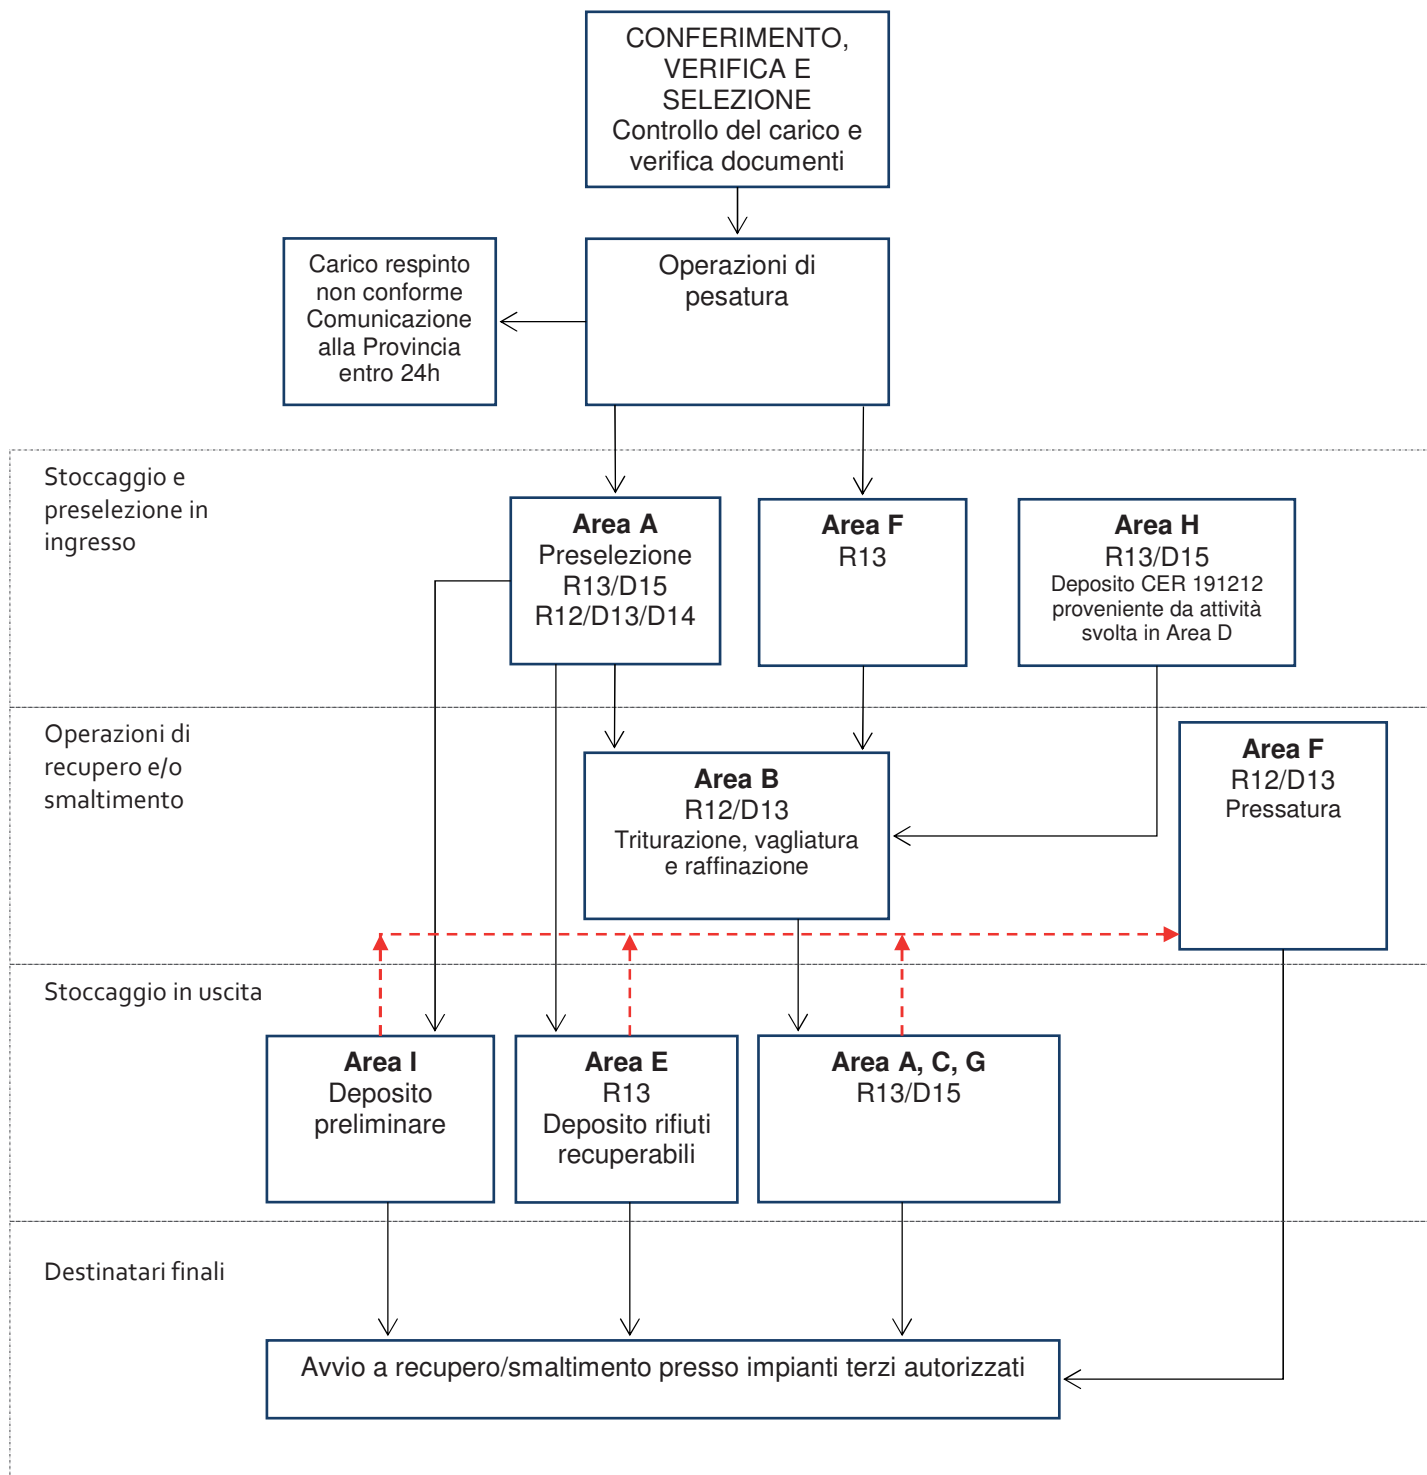 CONFERIMENTO,
VERIFICA E
SELEZIONE
Controllo del carico e
verifica documenti
Carico respinto
non conforme
Comunicazione
alla Provincia
entro 24h
Operazioni di
pesatura
Stoccaggio e
preselezione in
ingresso
Area A
Preselezione
R13/D15
R12/D13/D14
Area F
R13
Area H
R13/D15
Deposito CER 191212
proveniente da attività
svolta in Area D
Operazioni di
recupero e/o
smaltimento
Area B
R12/D13
Triturazione, vagliatura
e raffinazione
Area F
R12/D13
Pressatura
Stoccaggio in uscita
Area I
Deposito
preliminare
Area E
R13
Deposito rifiuti
recuperabili
Area A, C, G
R13/D15
Destinatari finali
Avvio a recupero/smaltimento presso impianti terzi autorizzati